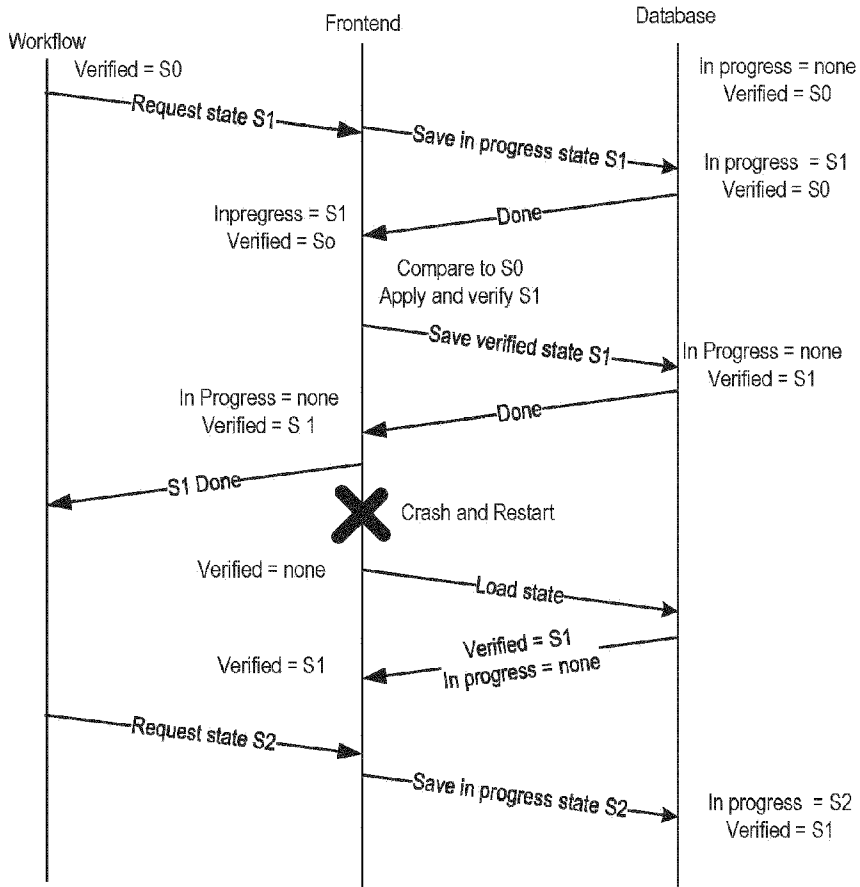 Workflow
Frontend
Database
Verified = S0
In progress = none
Verified = S0
Request state S1
Save in progress state S1
In progress = S1
Verified = S0
Done
Inpregress = S1
Verified = So
Compare to S0
Apply and verify S1
Save verified state S1
In Progress = none
Verified = S1
Done
In Progress = none
Verified = S 1
S1 Done
Crash and Restart
Verified = none
Load state
Verified = S1
In progress = none
Verified = S1
Request state S2
Save in progress state S2
In progress = S2
Verified = S1